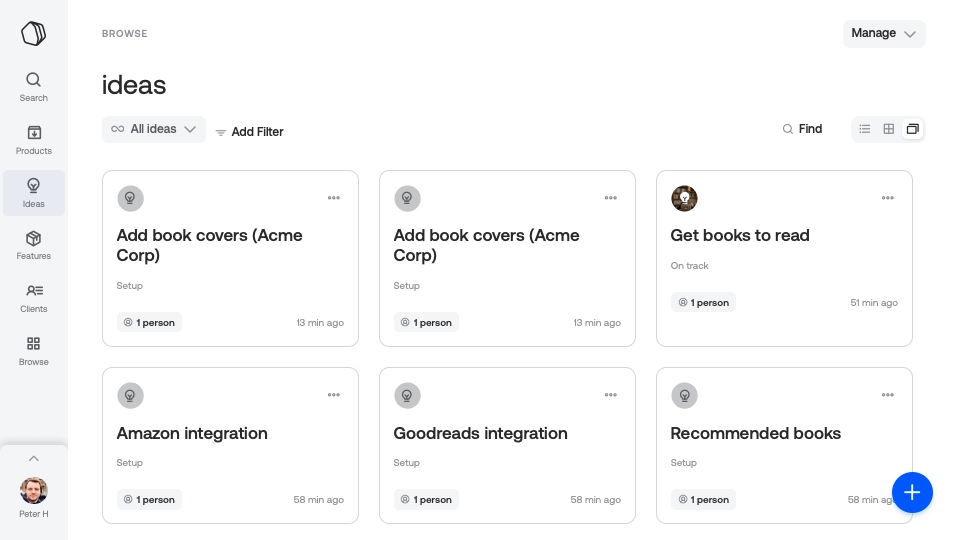 BROWSE
Manage
ideas
All ideas
Add Filter
Find
Search
Products
Ideas
Features
Clients
Browse
Peter H
Add book covers (Acme
Corp)
Setup
1 person
13 min ago
Add book covers (Acme
Corp)
Setup
1 person
13 min ago
Get books to read
On track
1 person
51 min ago
Amazon integration
Setup
1 person
58 min ago
Goodreads integration
Setup
1 person
58 min ago
Recommended books
Setup
1 person
58 min ag